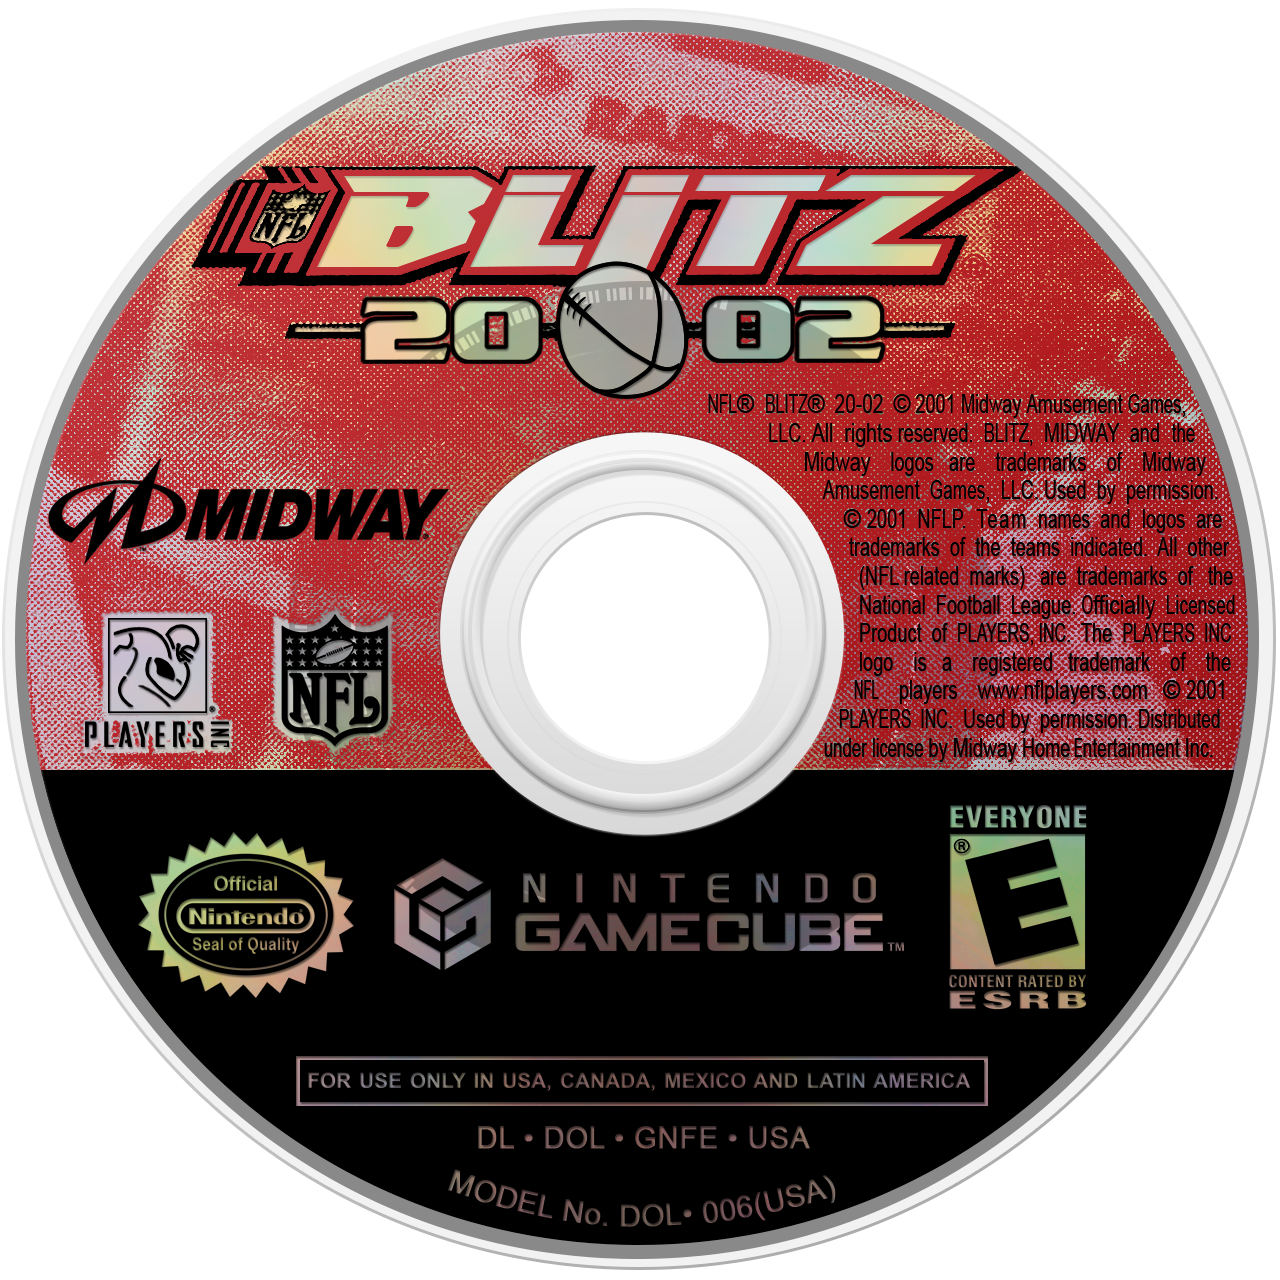 NFL BLITZ
20 02
NFL® BLITZ® 20-02 © 2001 Midway Amusement Games,
LLC. All rights reserved. BLITZ, MIDWAY and the
Midway logos are trademarks of Midway
Amusement Games, LLC. Used by permission.
© 2001 NFLP. Team names and logos are
trademarks of the teams indicated. All other
(NFL related marks) are trademarks of the
National Football League. Officially Licensed
Product of PLAYERS, INC. The PLAYERS INC
logo is a registered trademark of the
NFL players www.nflplayers.com © 2001
PLAYERS INC. Used by permission. Distributed
under license by Midway Home Entertainment Inc.
MIDWAY
PLAYERS INC ®
NFL
Official
Nintendo®
Seal of Quality
NINTENDO
GAMECUBE™
EVERYONE
E®
CONTENT RATED BY
ESRB
FOR USE ONLY IN USA, CANADA, MEXICO AND LATIN AMERICA
DL • DOL • GNFE • USA
MODEL No. DOL• 006(USA)